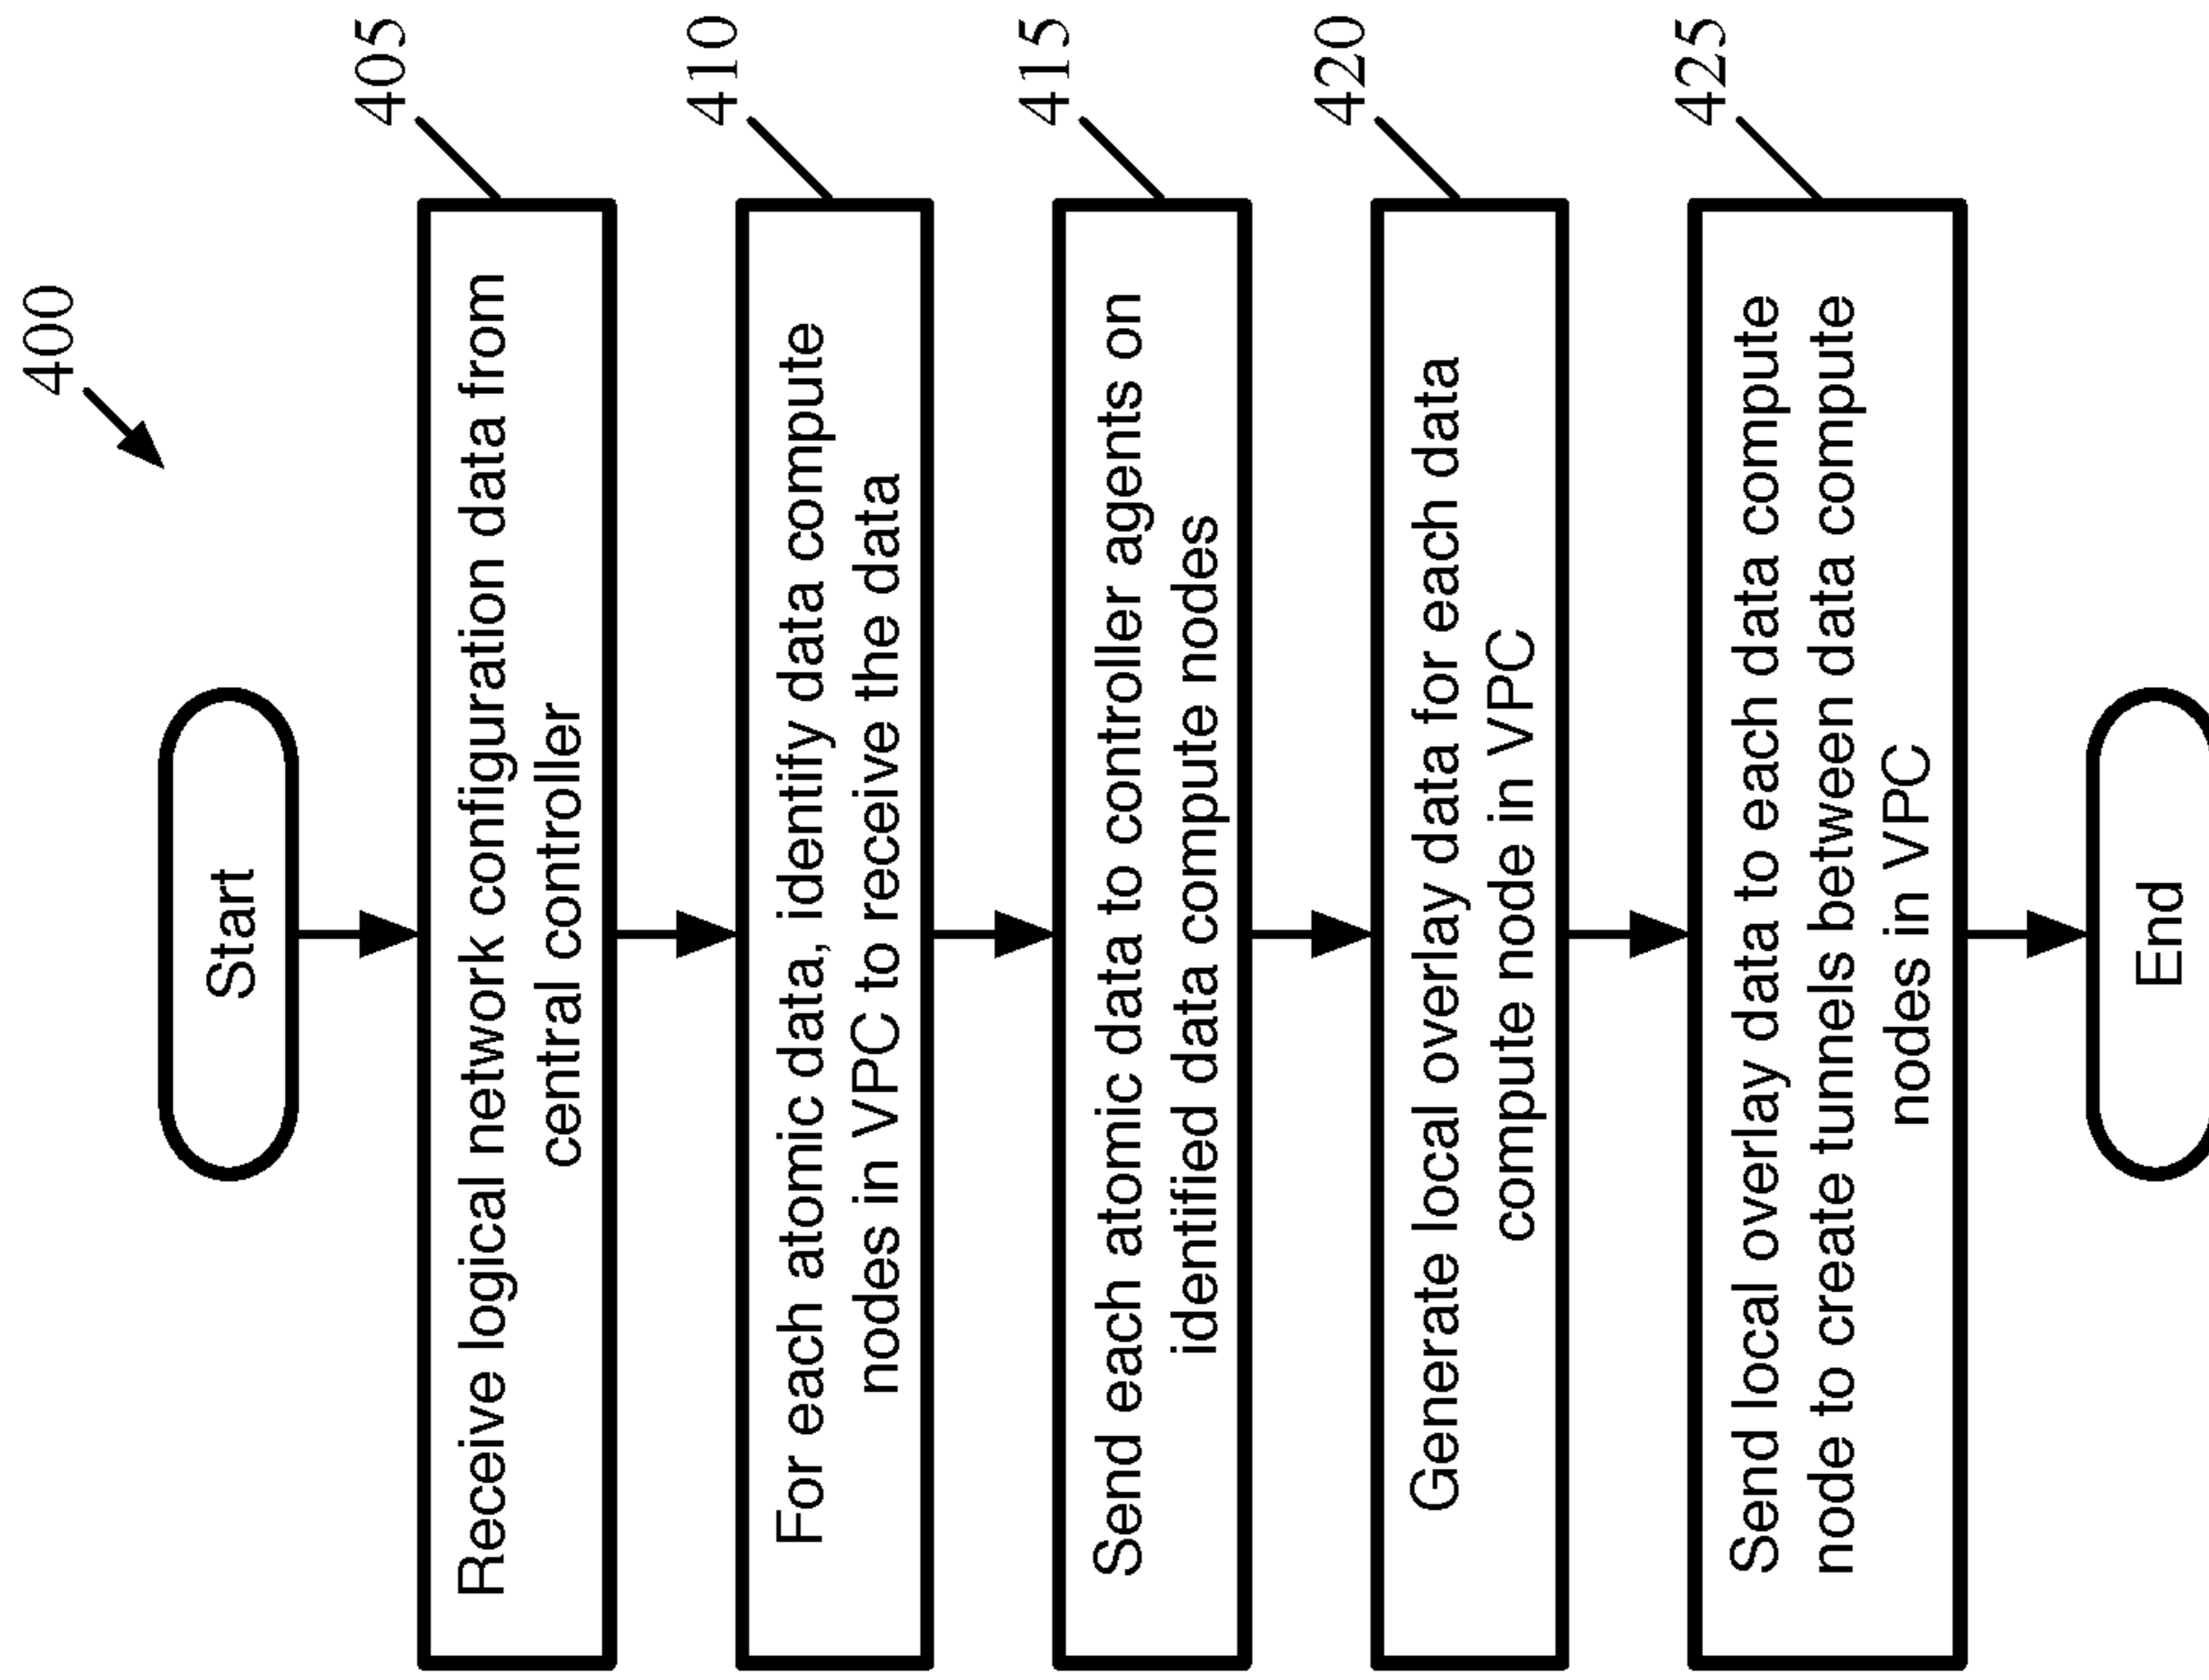 400
Start
405
Receive logical network configuration data from
central controller
410
For each atomic data, identify data compute
nodes in VPC to receive the data
415
Send each atomic data to controller agents on
identified data compute nodes
420
Generate local overlay data for each data
compute node in VPC
425
Send local overlay data to each data compute
node to create tunnels between data compute
nodes in VPC
End